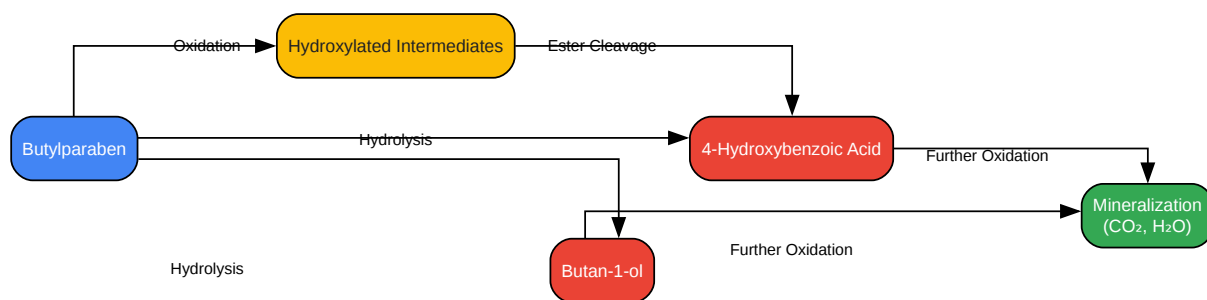 Oxidation
Hydroxylated Intermediates
Ester Cleavage
Butylparaben
Hydrolysis
4-Hydroxybenzoic Acid
Further Oxidation
Mineralization
(CO₂, H₂O)
Hydrolysis
Butan-1-ol
Further Oxidation